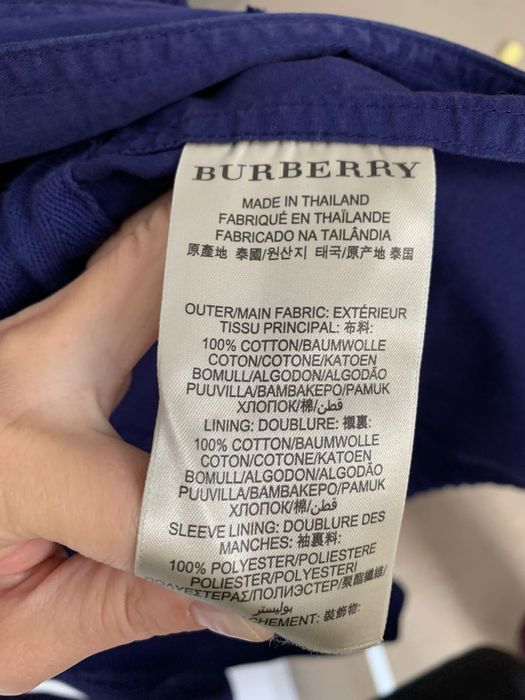 BURBERRY
MADE IN THAILAND
FABRIQUÉ EN THAÏLANDE
FABRICADO NA TAILÂNDIA
原產地 泰國/원산지 태국/原产地 泰国
OUTER/MAIN FABRIC: EXTÉRIEUR
TISSU PRINCIPAL: 布料:
100% COTTON/BAUMWOLLE
COTON/COTONE/KATOEN
BOMULL/ALGODON/ALGODÃO
PUUVILLA/BAMBAKEPO/PAMUK
ХЛОПОК/棉/قطن
LINING: DOUBLURE: 襯裏:
100% COTTON/BAUMWOLLE
COTON/COTONE/KATOEN
BOMULL/ALGODON/ALGODÃO
PUUVILLA/BAMBAKEPO/PAMUK
ХЛОПОК/棉/قطن
SLEEVE LINING: DOUBLURE DES
MANCHES: 袖裏料:
100% POLYESTER/POLIESTERE
POLIESTER/POLYESTERI
ΠΟΛΥΕΣΤΕΡΑΣ/ПОЛИЭСТЕР/聚酯纖維/
بوليستر
CHEMENT: 裝飾物: